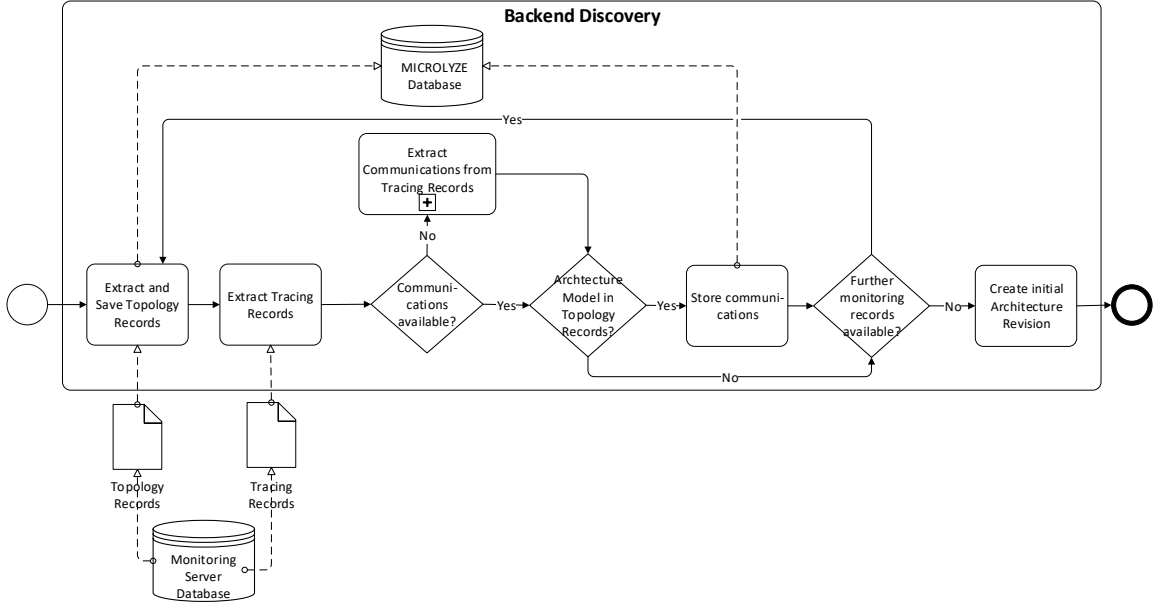 Backend Discovery
MICROLYZE
Database
Yes
Extract
Communications from
Tracing Records
No
Extract and
Save Topology
Records
Extract Tracing
Records
Communi-
cations
available?
Yes
Archtecture
Model in
Topology
Records?
Yes
Store communi-
cations
Further
monitoring
records
available?
No
Create initial
Architecture
Revision
No
Topology
Records
Tracing
Records
Monitoring
Server
Database